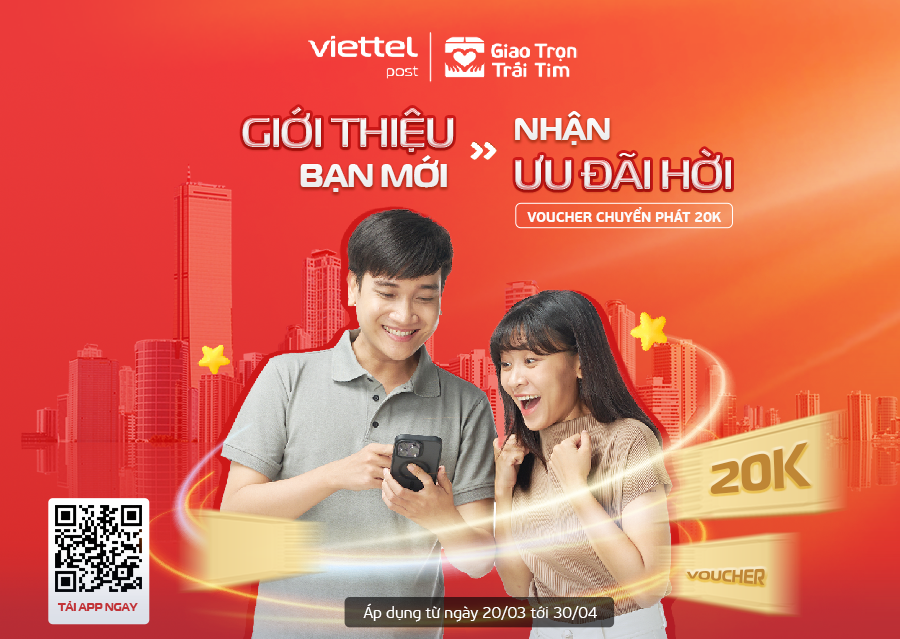 viettel
post
Giao Trọn
Trái Tim
GIỚI THIỆU
BẠN MỚI
NHẬN
ƯU ĐÃI HỜI
VOUCHER CHUYỂN PHÁT 20K
20K
VOUCHER
TẢI APP NGAY
Áp dụng từ ngày 20/03 tới 30/04